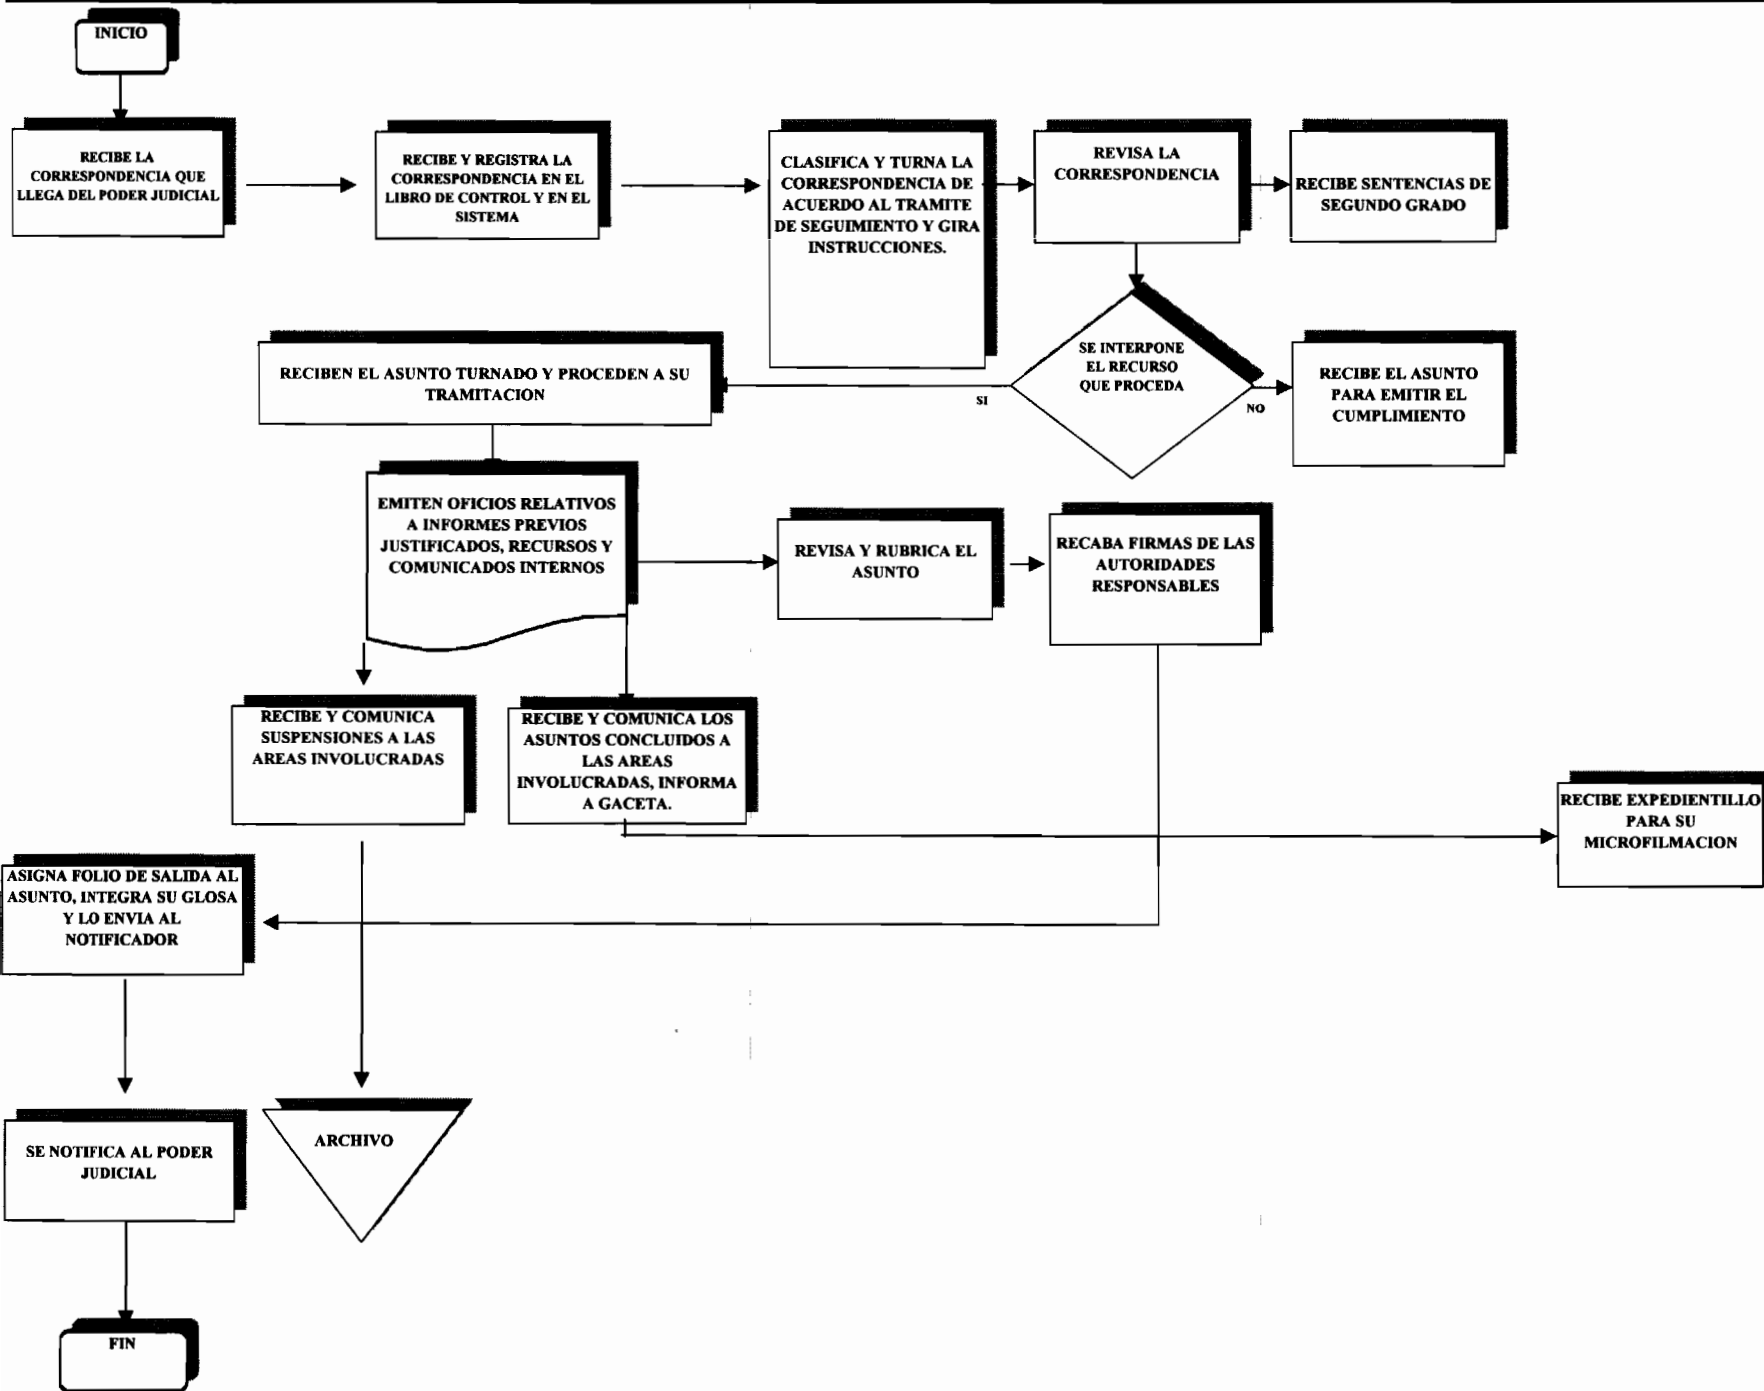 INICIO
RECIBE LA
CORRESPONDENCIA QUE
LLEGA DEL PODER JUDICIAL
RECIBE Y REGISTRA LA
CORRESPONDENCIA EN EL
LIBRO DE CONTROL Y EN EL
SISTEMA
CLASIFICA Y TURNA LA
CORRESPONDENCIA DE
ACUERDO AL TRAMITE
DE SEGUIMIENTO Y GIRA
INSTRUCCIONES.
REVISA LA
CORRESPONDENCIA
RECIBE SENTENCIAS DE
SEGUNDO GRADO
SE INTERPONE
EL RECURSO
QUE PROCEDA
SI
NO
RECIBE EL ASUNTO
PARA EMITIR EL
CUMPLIMIENTO
RECIBEN EL ASUNTO TURNADO Y PROCEDEN A SU
TRAMITACION
EMITEN OFICIOS RELATIVOS
A INFORMES PREVIOS
JUSTIFICADOS, RECURSOS Y
COMUNICADOS INTERNOS
REVISA Y RUBRICA EL
ASUNTO
RECABA FIRMAS DE LAS
AUTORIDADES
RESPONSABLES
RECIBE Y COMUNICA
SUSPENSIONES A LAS
AREAS INVOLUCRADAS
RECIBE Y COMUNICA LOS
ASUNTOS CONCLUIDOS A
LAS AREAS
INVOLUCRADAS, INFORMA
A GACETA.
RECIBE EXPEDIENTILLO
PARA SU
MICROFILMACION
ASIGNA FOLIO DE SALIDA AL
ASUNTO, INTEGRA SU GLOSA
Y LO ENVIA AL
NOTIFICADOR
SE NOTIFICA AL PODER
JUDICIAL
ARCHIVO
FIN